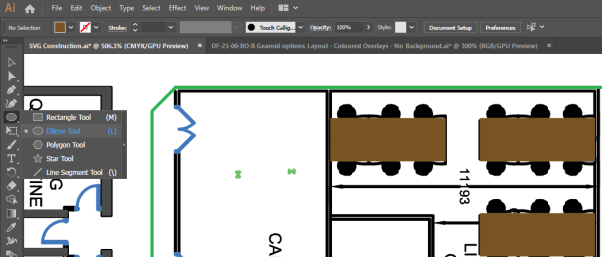 Ai File Edit Object Type Select Effect View Window Help
No Selection Stroke: Touch Callig... Opacity: 100% Style: Document Setup Preferences
SVG Construction.ai* @ 506.3% (CMYK/GPU Preview) × DF-23-00-BO-B Gearoid options Layout - Coloured Overlays - No Background.ai* @ 300% (RGB/GPU Preview) ×
Rectangle Tool (M)
Ellipse Tool (L)
Polygon Tool
Star Tool
Line Segment Tool (\)
11193
CA